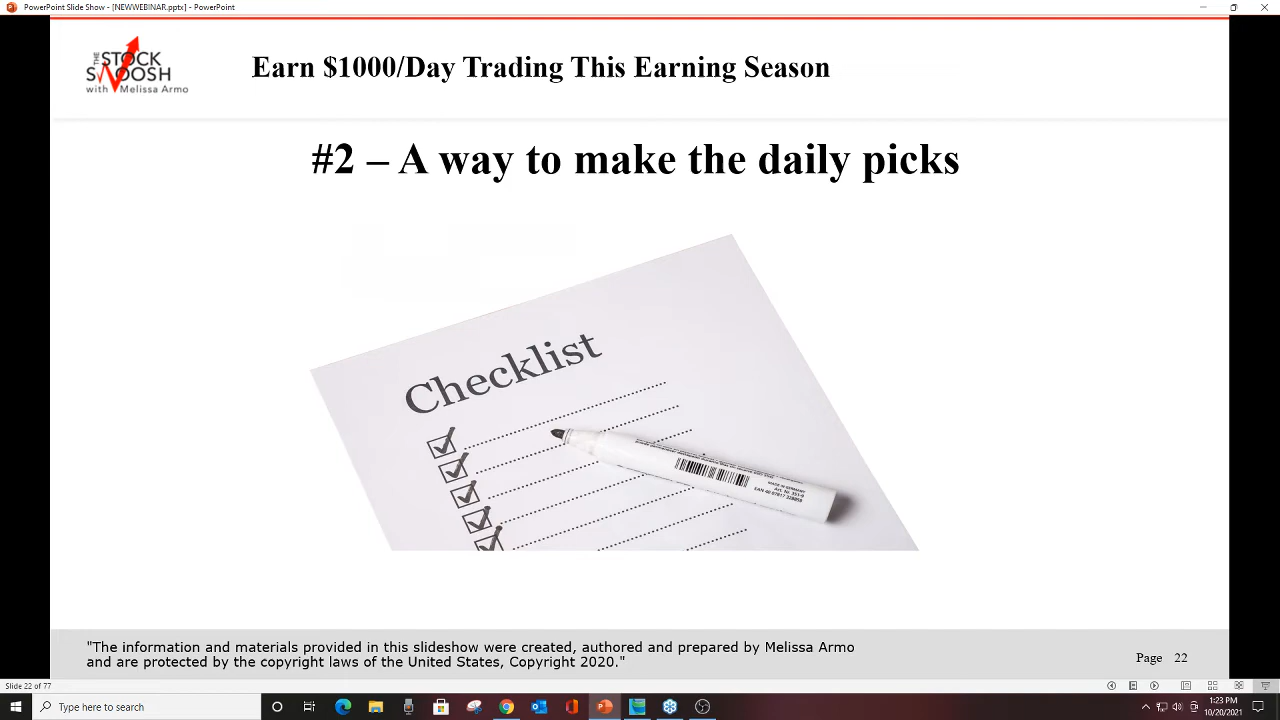 PowerPoint Slide Show - [NEWWEBINAR.pptx] - PowerPoint
THE
STOCK
SWOOSH
with Melissa Armo
Earn $1000/Day Trading This Earning Season
#2 – A way to make the daily picks
Checklist
MADE IN GERMANY
"The information and materials provided in this slideshow were created, authored and prepared by Melissa Armo
and are protected by the copyright laws of the United States, Copyright 2020."
Page 22
Slide 22 of 77
Type here to search
1:23 PM
10/20/2021